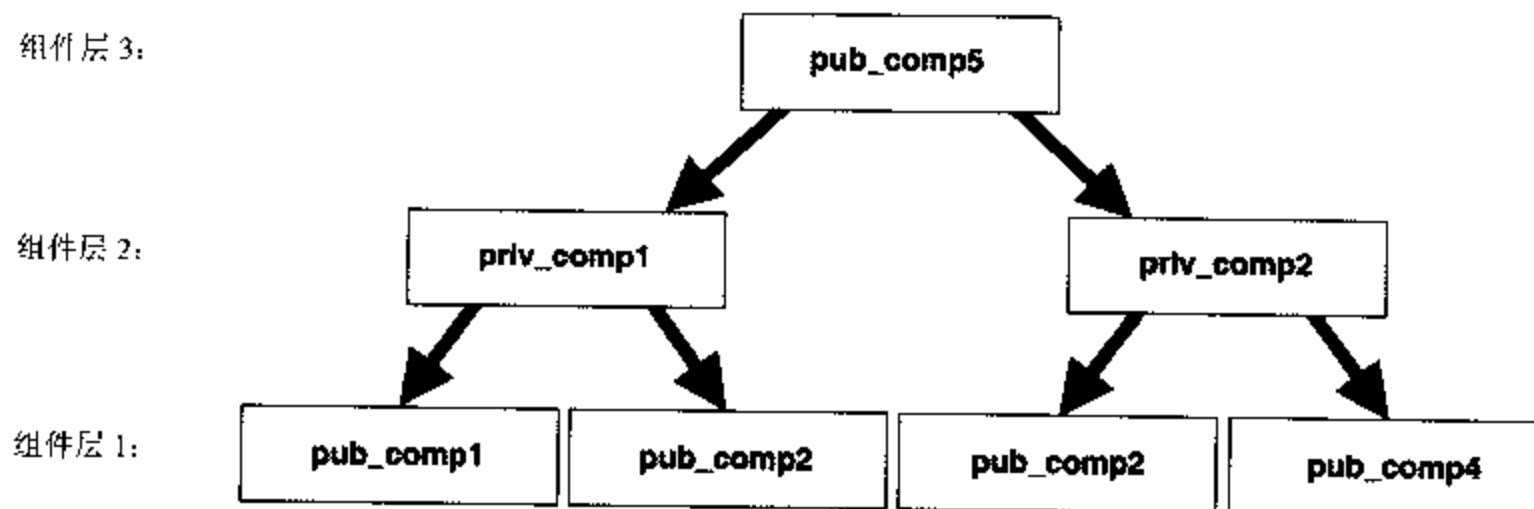 组件层 3:
pub_comp5
组件层 2:
priv_comp1
priv_comp2
组件层 1:
pub_comp1
pub_comp2
pub_comp2
pub_comp4